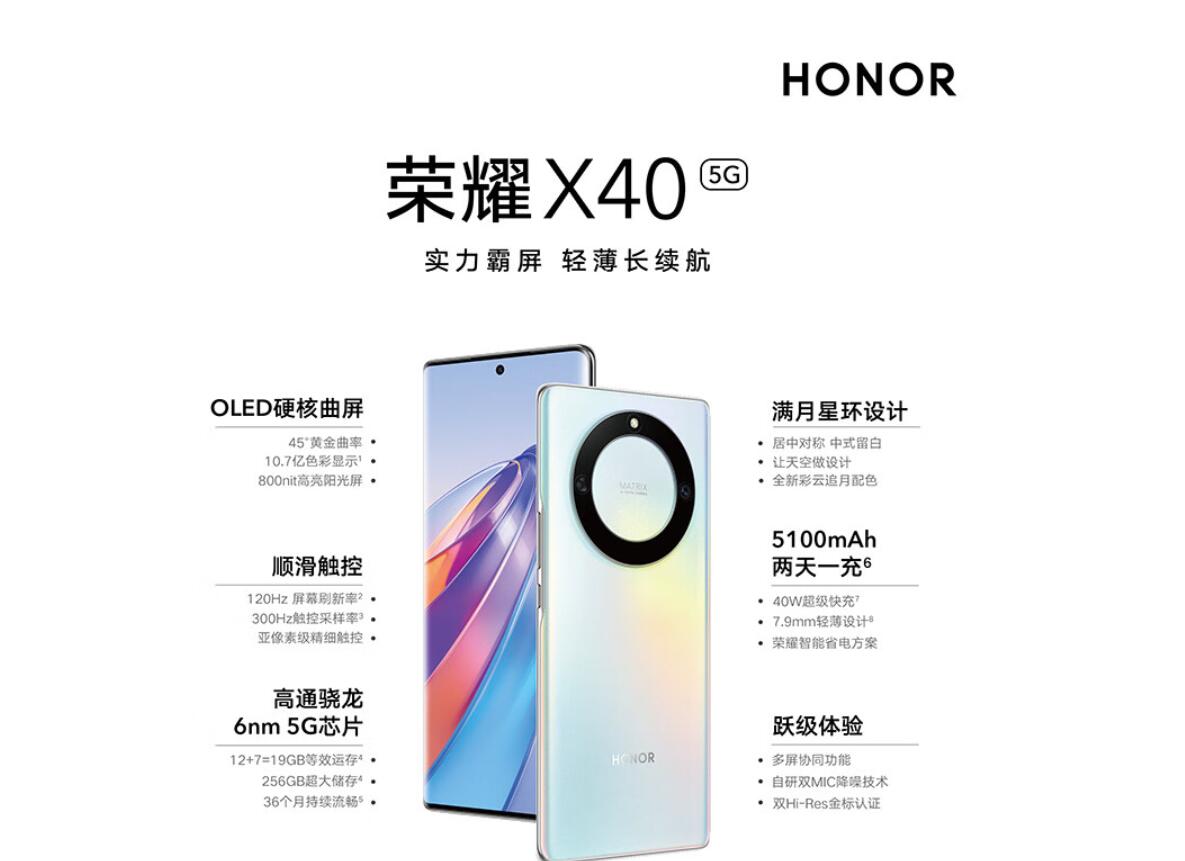 HONOR
荣耀X40 5G
实力霸屏 轻薄长续航
OLED硬核曲屏
45°黄金曲率
10.7亿色彩显示¹
800nit高亮阳光屏
顺滑触控
120Hz 屏幕刷新率²
300Hz触控采样率³
亚像素级精细触控
高通骁龙
6nm 5G芯片
12+7=19GB等效运存⁴
256GB超大储存⁴
36个月持续流畅⁵
MATRIX
HONOR
满月星环设计
居中对称 中式留白
让天空做设计
全新彩云追月配色
5100mAh
两天一充⁶
40W超级快充⁷
7.9mm轻薄设计⁸
荣耀智能省电方案
跃级体验
多屏协同功能
自研双MIC降噪技术
双Hi-Res金标认证